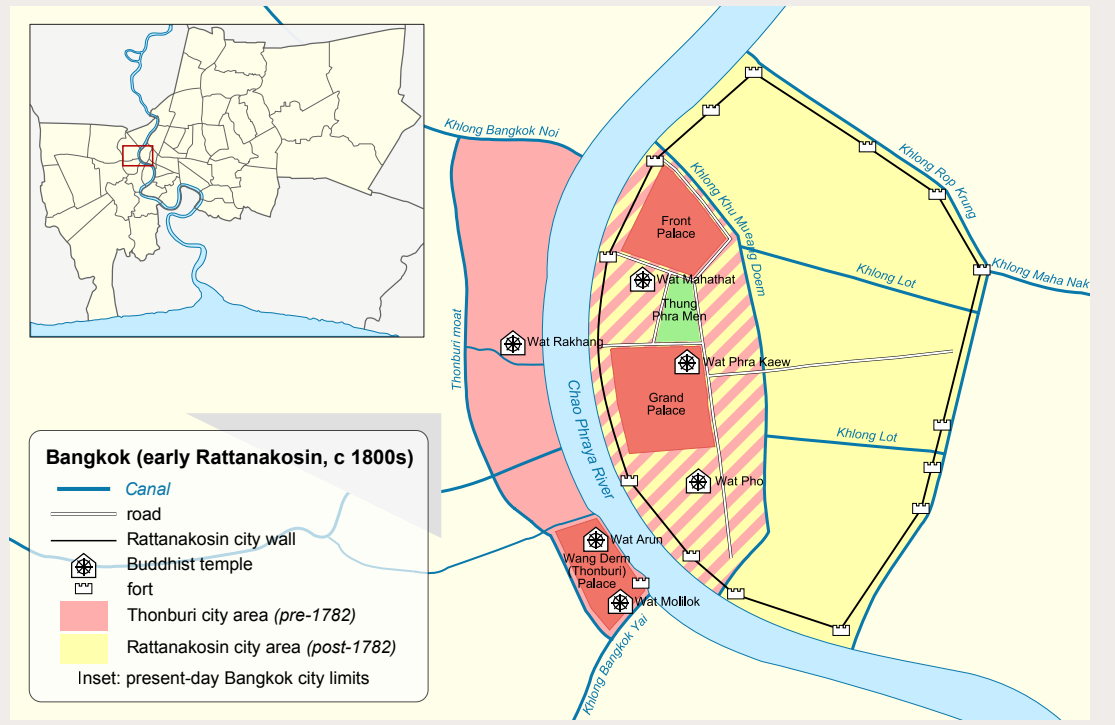 Khlong Bangkok Noi
Khlong Rop Krung
Khlong Khu Mueang Doem
Front
Palace
Khlong Lot
Khlong Maha Nak
Wat Mahathat
Thung
Phra Men
Thonburi moat
Wat Rakhang
Wat Phra Kaew
Chao Phraya River
Grand
Palace
Khlong Lot
Wat Pho
Wat Arun
Wang Derm
(Thonburi)
Palace
Wat Molilok
Khlong Bangkok Yai
Bangkok (early Rattanakosin, c 1800s)
Canal
road
Rattanakosin city wall
Buddhist temple
fort
Thonburi city area (pre-1782)
Rattanakosin city area (post-1782)
Inset: present-day Bangkok city limits